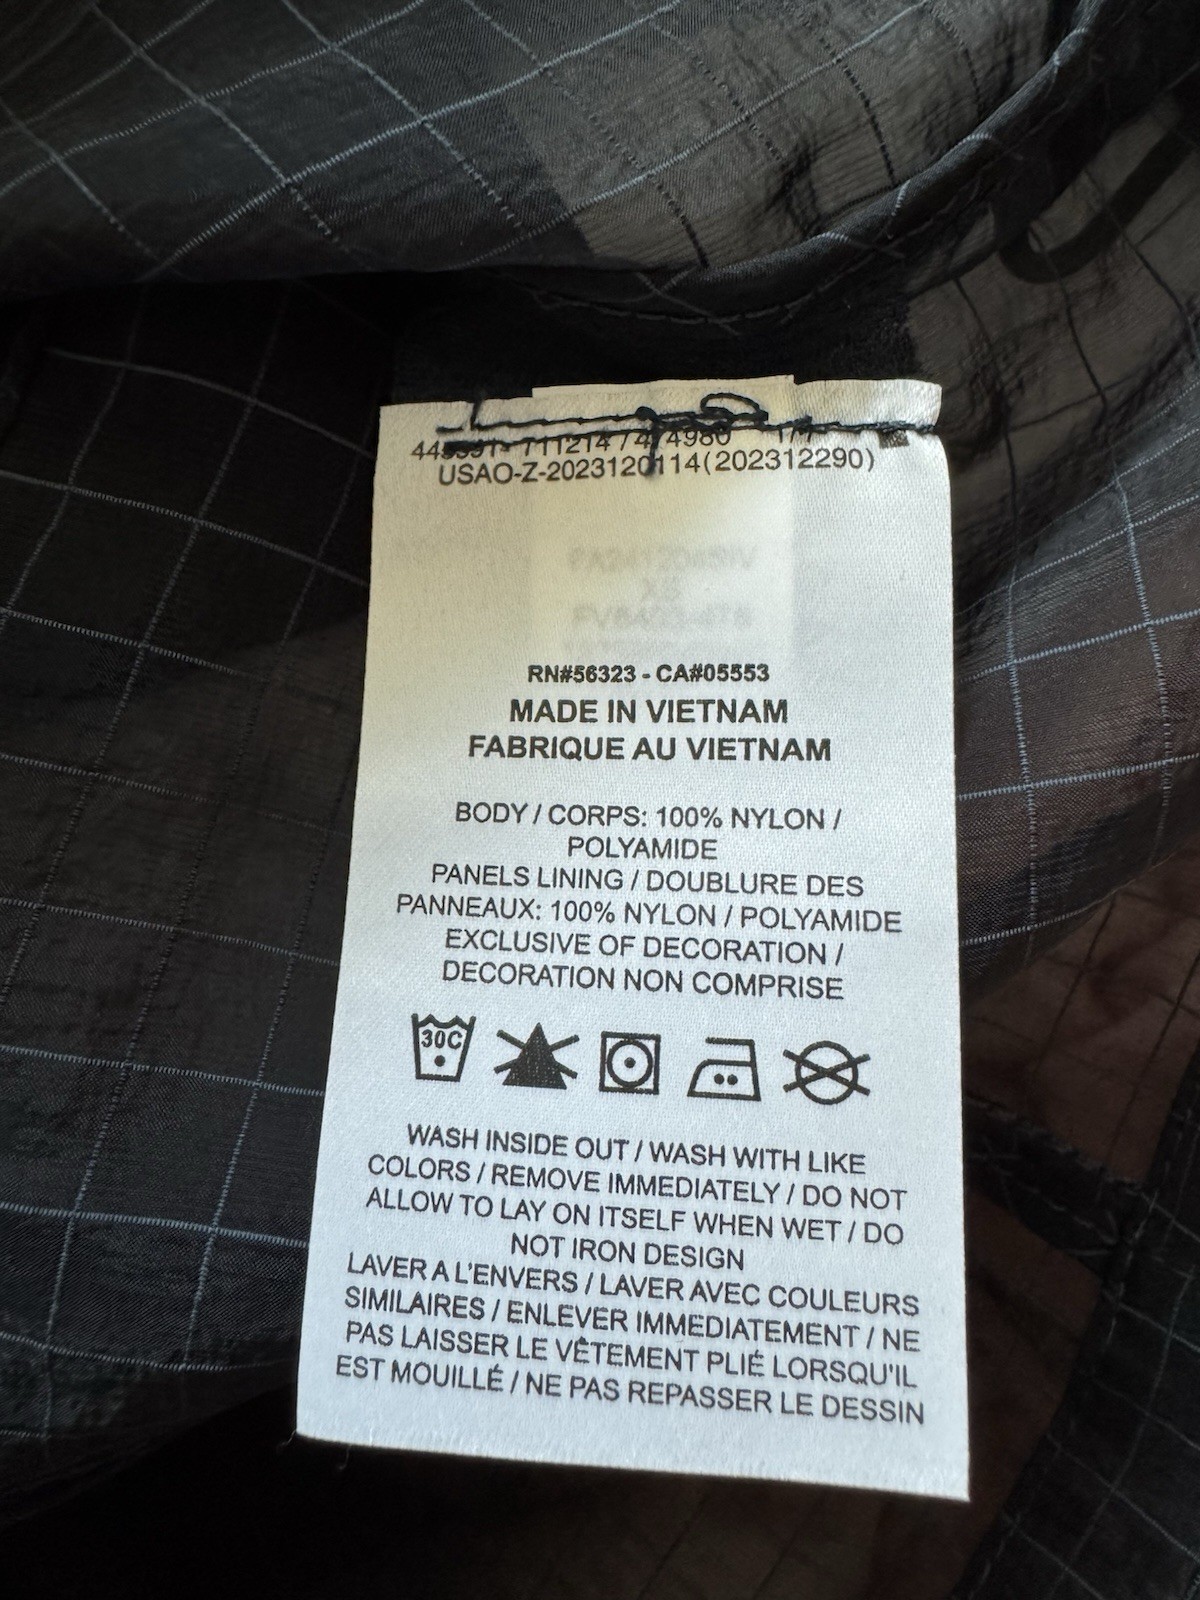 USAO-Z-2023120114(202312290)
RN#56323 - CA#05553
MADE IN VIETNAM
FABRIQUE AU VIETNAM
BODY / CORPS: 100% NYLON /
POLYAMIDE
PANELS LINING / DOUBLURE DES
PANNEAUX: 100% NYLON / POLYAMIDE
EXCLUSIVE OF DECORATION /
DECORATION NON COMPRISE
30C
WASH INSIDE OUT / WASH WITH LIKE
COLORS / REMOVE IMMEDIATELY / DO NOT
ALLOW TO LAY ON ITSELF WHEN WET / DO
NOT IRON DESIGN
LAVER A L'ENVERS / LAVER AVEC COULEURS
SIMILAIRES / ENLEVER IMMEDIATEMENT / NE
PAS LAISSER LE VÊTEMENT PLIÉ LORSQU'IL
EST MOUILLÉ / NE PAS REPASSER LE DESSIN